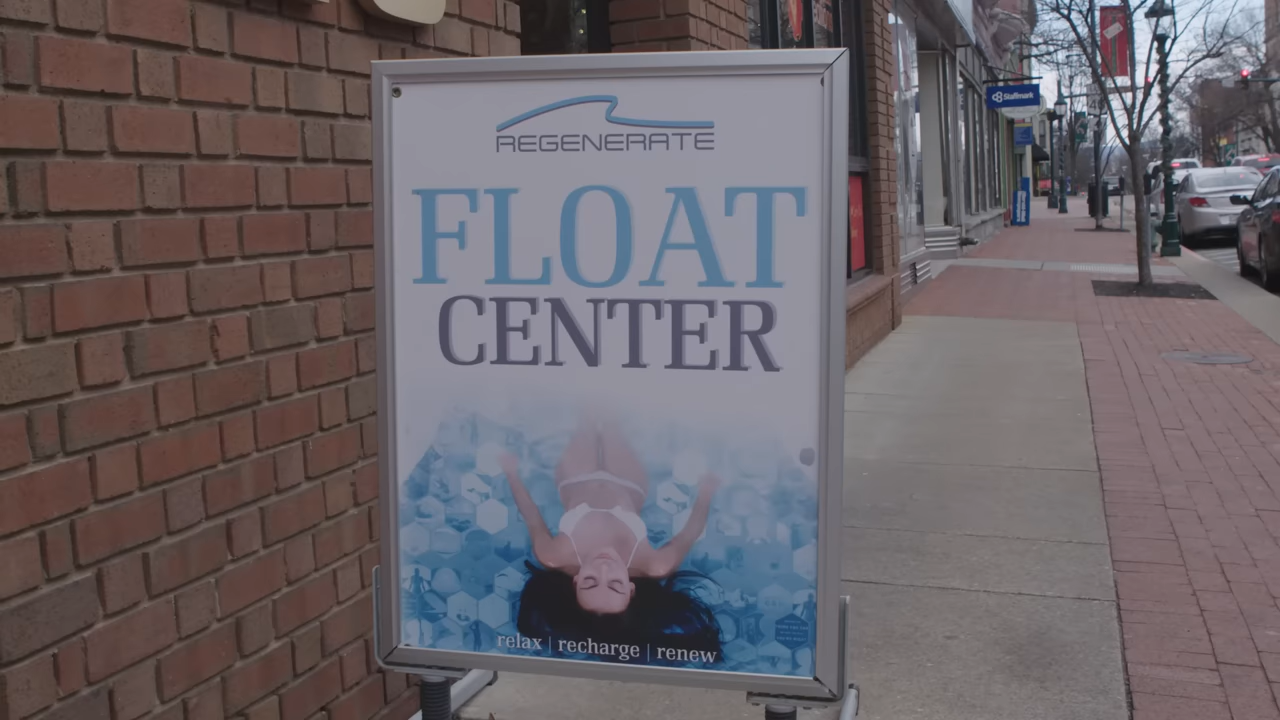 REGENERATE
FLOAT
CENTER
relax | recharge | renew
Staffmark